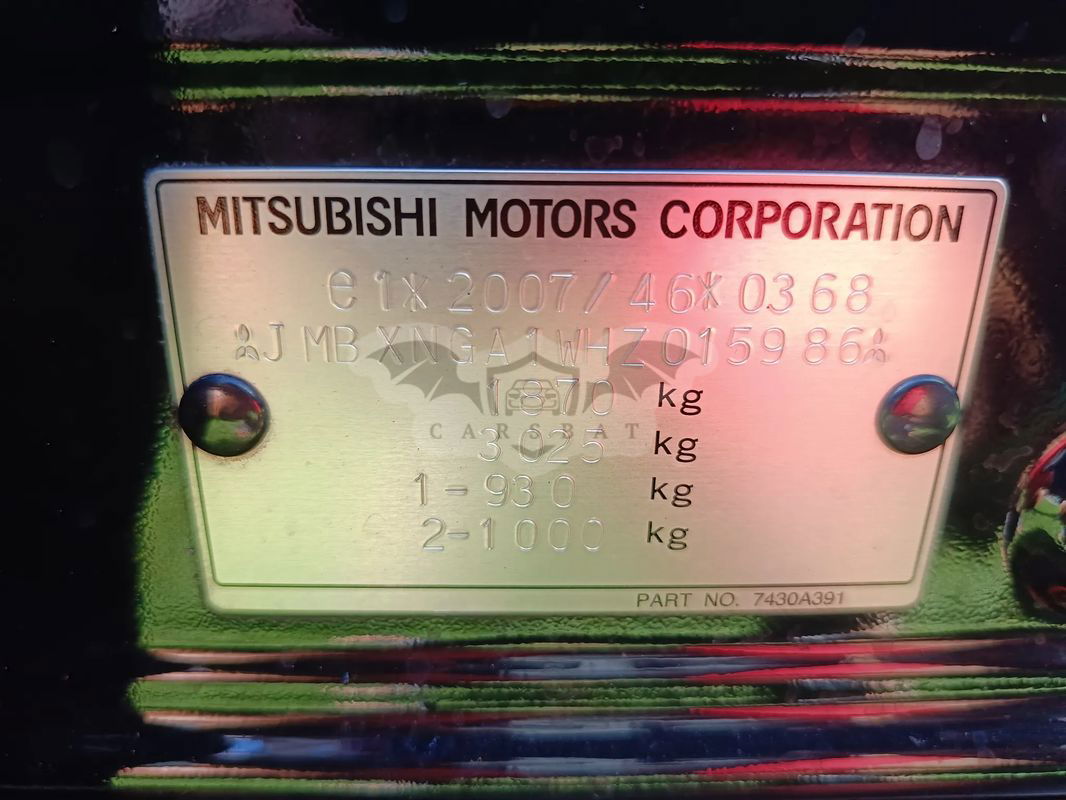 MITSUBISHI MOTORS CORPORATION
e1*2007/46*0368
JMBXNGA1WHZ015986
1870 kg
CARSBAT
3025 kg
1-930 kg
2-1000 kg
PART NO. 7430A391